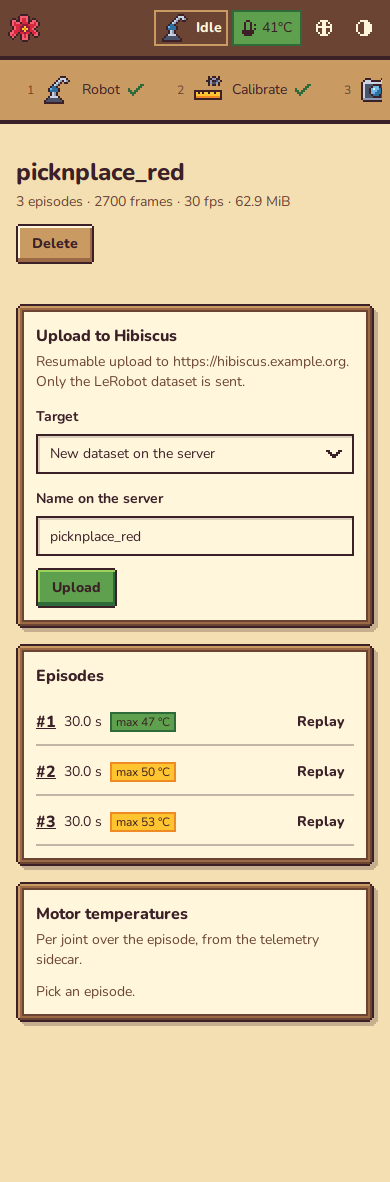 Idle
41°C
1 Robot
2 Calibrate
3
picknplace_red
3 episodes · 2700 frames · 30 fps · 62.9 MiB
Delete
Upload to Hibiscus
Resumable upload to https://hibiscus.example.org.
Only the LeRobot dataset is sent.
Target
New dataset on the server
Name on the server
picknplace_red
Upload
Episodes
#1 30.0 s max 47 °C Replay
#2 30.0 s max 50 °C Replay
#3 30.0 s max 53 °C Replay
Motor temperatures
Per joint over the episode, from the telemetry
sidecar.
Pick an episode.